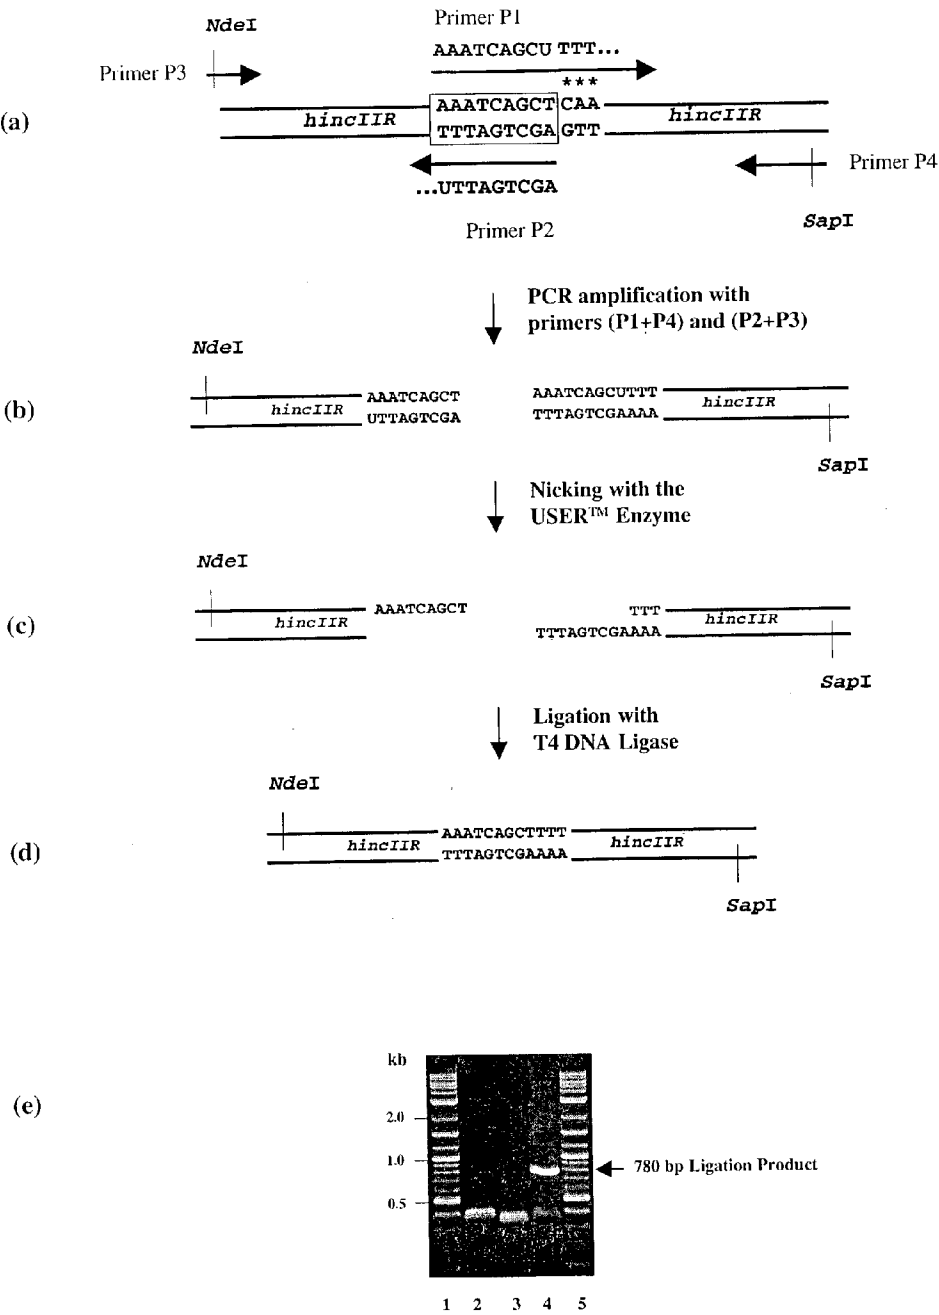 Primer P1
NdeI
AAATCAGCU TTT...
Primer P3
***
(a)
hincIIR
AAATCAGCT CAA
TTTAGTCGA GTT
hincIIR
Primer P4
...UTTAGTCGA
Primer P2
SapI
PCR amplification with
primers (P1+P4) and (P2+P3)
NdeI
(b)
hincIIR
AAATCAGCT
UTTAGTCGA
AAATCAGCUTTT
TTTAGTCGAAAA
hincIIR
SapI
Nicking with the
USER™ Enzyme
NdeI
(c)
hincIIR
AAATCAGCT
TTT
TTTAGTCGAAAA
hincIIR
SapI
Ligation with
T4 DNA Ligase
NdeI
(d)
hincIIR
AAATCAGCTTTT
TTTAGTCGAAAA
hincIIR
SapI
(e)
kb
2.0
1.0
0.5
780 bp Ligation Product
1 2 3 4 5